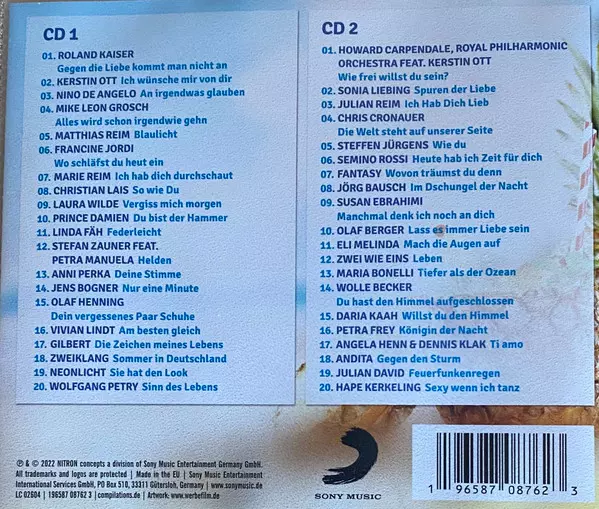 CD 1
01. ROLAND KAISER
Gegen die Liebe kommt man nicht an
02. KERSTIN OTT Ich wünsche mir von dir
03. NINO DE ANGELO An irgendwas glauben
04. MIKE LEON GROSCH
Alles wird schon irgendwie gehn
05. MATTHIAS REIM Blaulicht
06. FRANCINE JORDI
Wo schläfst du heut ein
07. MARIE REIM Ich hab dich durchschaut
08. CHRISTIAN LAIS So wie Du
09. LAURA WILDE Vergiss mich morgen
10. PRINCE DAMIEN Du bist der Hammer
11. LINDA FÄH Federleicht
12. STEFAN ZAUNER FEAT.
PETRA MANUELA Helden
13. ANNI PERKA Deine Stimme
14. JENS BOGNER Nur eine Minute
15. OLAF HENNING
Dein vergessenes Paar Schuhe
16. VIVIAN LINDT Am besten gleich
17. GILBERT Die Zeichen meines Lebens
18. ZWEIKLANG Sommer in Deutschland
19. NEONLICHT Sie hat den Look
20. WOLFGANG PETRY Sinn des Lebens
CD 2
01. HOWARD CARPENDALE, ROYAL PHILHARMONIC
ORCHESTRA FEAT. KERSTIN OTT
Wie frei willst du sein?
02. SONIA LIEBING Spuren der Liebe
03. JULIAN REIM Ich Hab Dich Lieb
04. CHRIS CRONAUER
Die Welt steht auf unserer Seite
05. STEFFEN JÜRGENS Wie du
06. SEMINO ROSSI Heute hab ich Zeit für dich
07. FANTASY Wovon träumst du denn
08. JÖRG BAUSCH Im Dschungel der Nacht
09. SUSAN EBRAHIMI
Manchmal denk ich noch an dich
10. OLAF BERGER Lass es immer Liebe sein
11. ELI MELINDA Mach die Augen auf
12. ZWEI WIE EINS Leben
13. MARIA BONELLI Tiefer als der Ozean
14. WOLLE BECKER
Du hast den Himmel aufgeschlossen
15. DARIA KAAH Willst du den Himmel
16. PETRA FREY Königin der Nacht
17. ANGELA HENN & DENNIS KLAK Ti amo
18. ANDITA Gegen den Sturm
19. JULIAN DAVID Feuerfunkenregen
20. HAPE KERKELING Sexy wenn ich tanz
℗ & © 2022 NITRON concepts a division of Sony Music Entertainment Germany GmbH.
All trademarks and logos are protected | Made in the EU | Sony Music Entertainment
International Services GmbH, PO Box 510, 33311 Gütersloh, Germany | www.sonymusic.de
LC 02604 | 196587 08762 3 | compilations.de | Artwork: www.werbefilm.de
SONY MUSIC
1 96587 08762 3